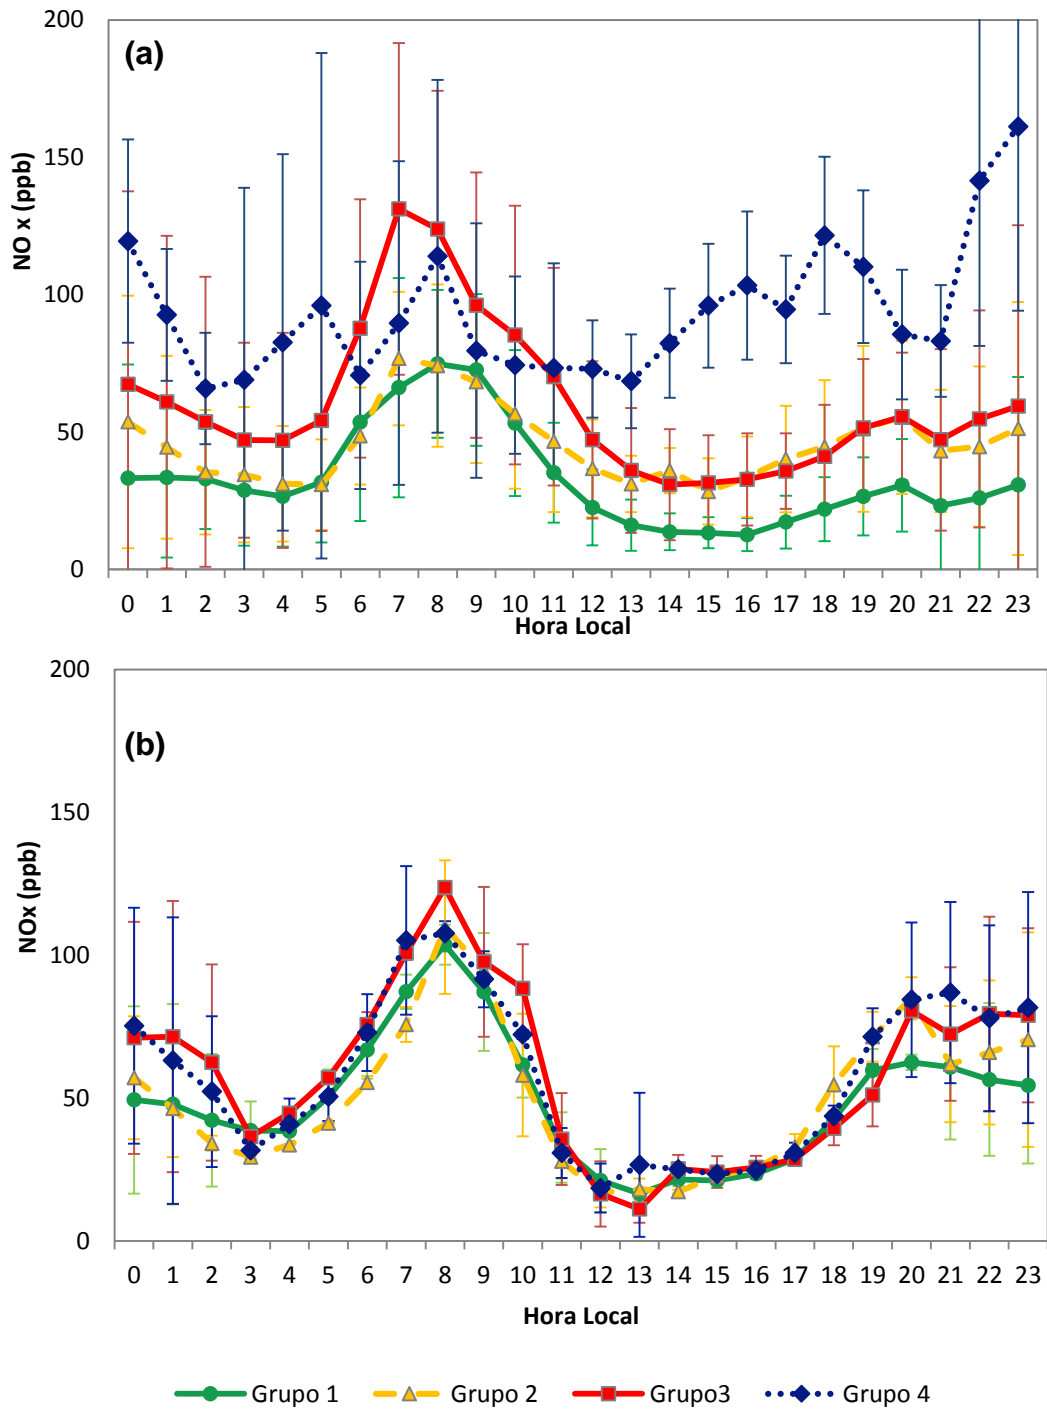 200
(a)
150
100
50
0
NO x (ppb)
0 1 2 3 4 5 6 7 8 9 10 11 12 13 14 15 16 17 18 19 20 21 22 23
Hora Local
200
(b)
150
100
50
0
NOx (ppb)
0 1 2 3 4 5 6 7 8 9 10 11 12 13 14 15 16 17 18 19 20 21 22 23
Hora Local
Grupo 1 Grupo 2 Grupo3 Grupo 4